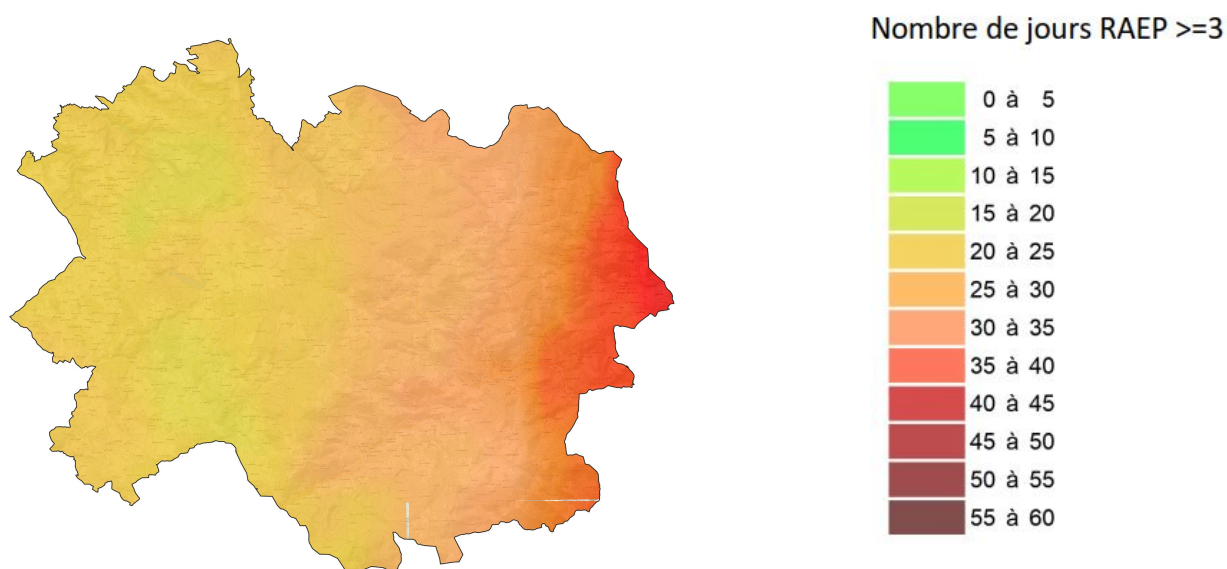 Nombre de jours RAEP >=3
0 à 5
5 à 10
10 à 15
15 à 20
20 à 25
25 à 30
30 à 35
35 à 40
40 à 45
45 à 50
50 à 55
55 à 60